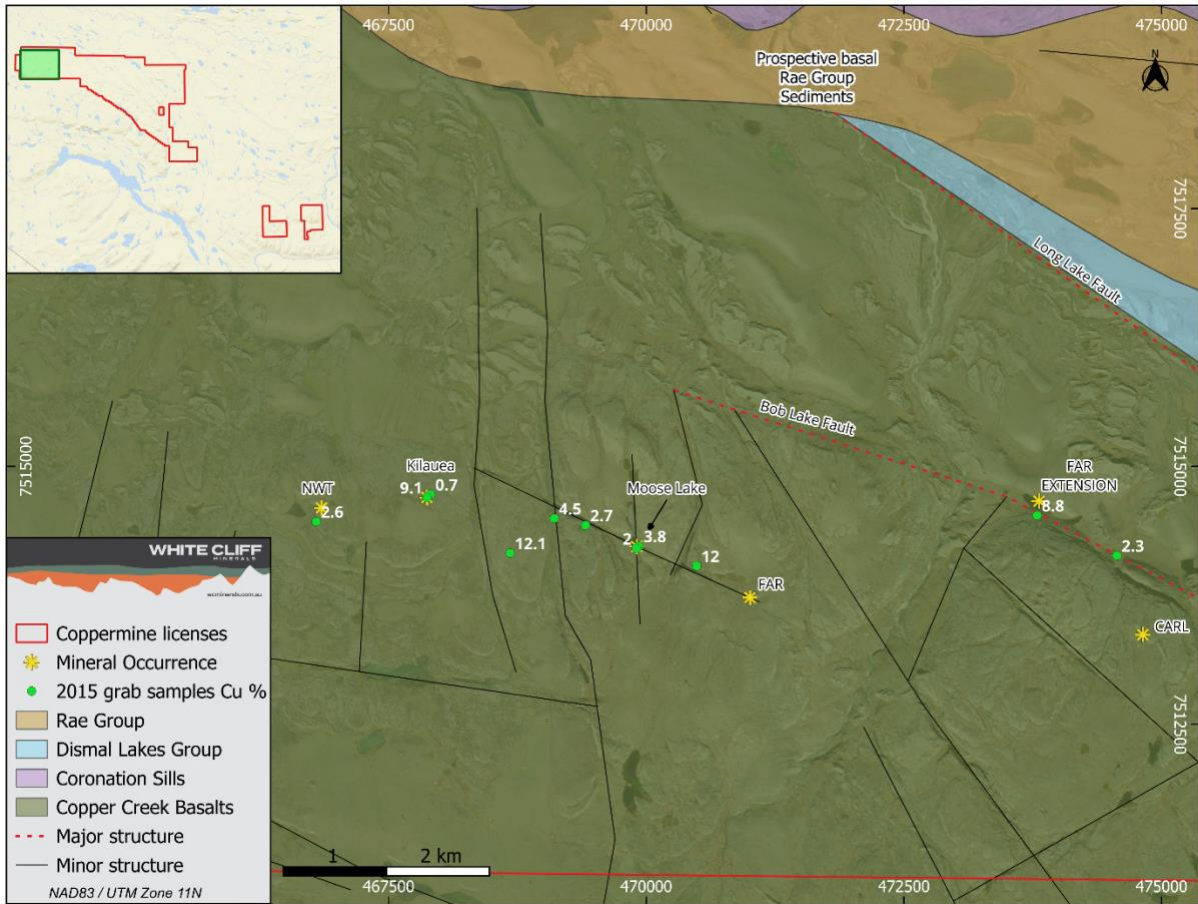 467500
470000
472500
475000
N
Prospective basal
Rae Group
Sediments
7517500
Long Lake Fault
Bob Lake Fault
7515000
7515000
NWT
2.6
Kilauea
9.1
0.7
12.1
4.5
2.7
Moose Lake
2
3.8
12
FAR
FAR
EXTENSION
8.8
2.3
CARL
7512500
WHITE CLIFF
MINERALS
wcminerals.com.au
Coppermine licenses
Mineral Occurrence
2015 grab samples Cu %
Rae Group
Dismal Lakes Group
Coronation Sills
Copper Creek Basalts
Major structure
Minor structure
NAD83 / UTM Zone 11N
1
2 km
467500
470000
472500
475000